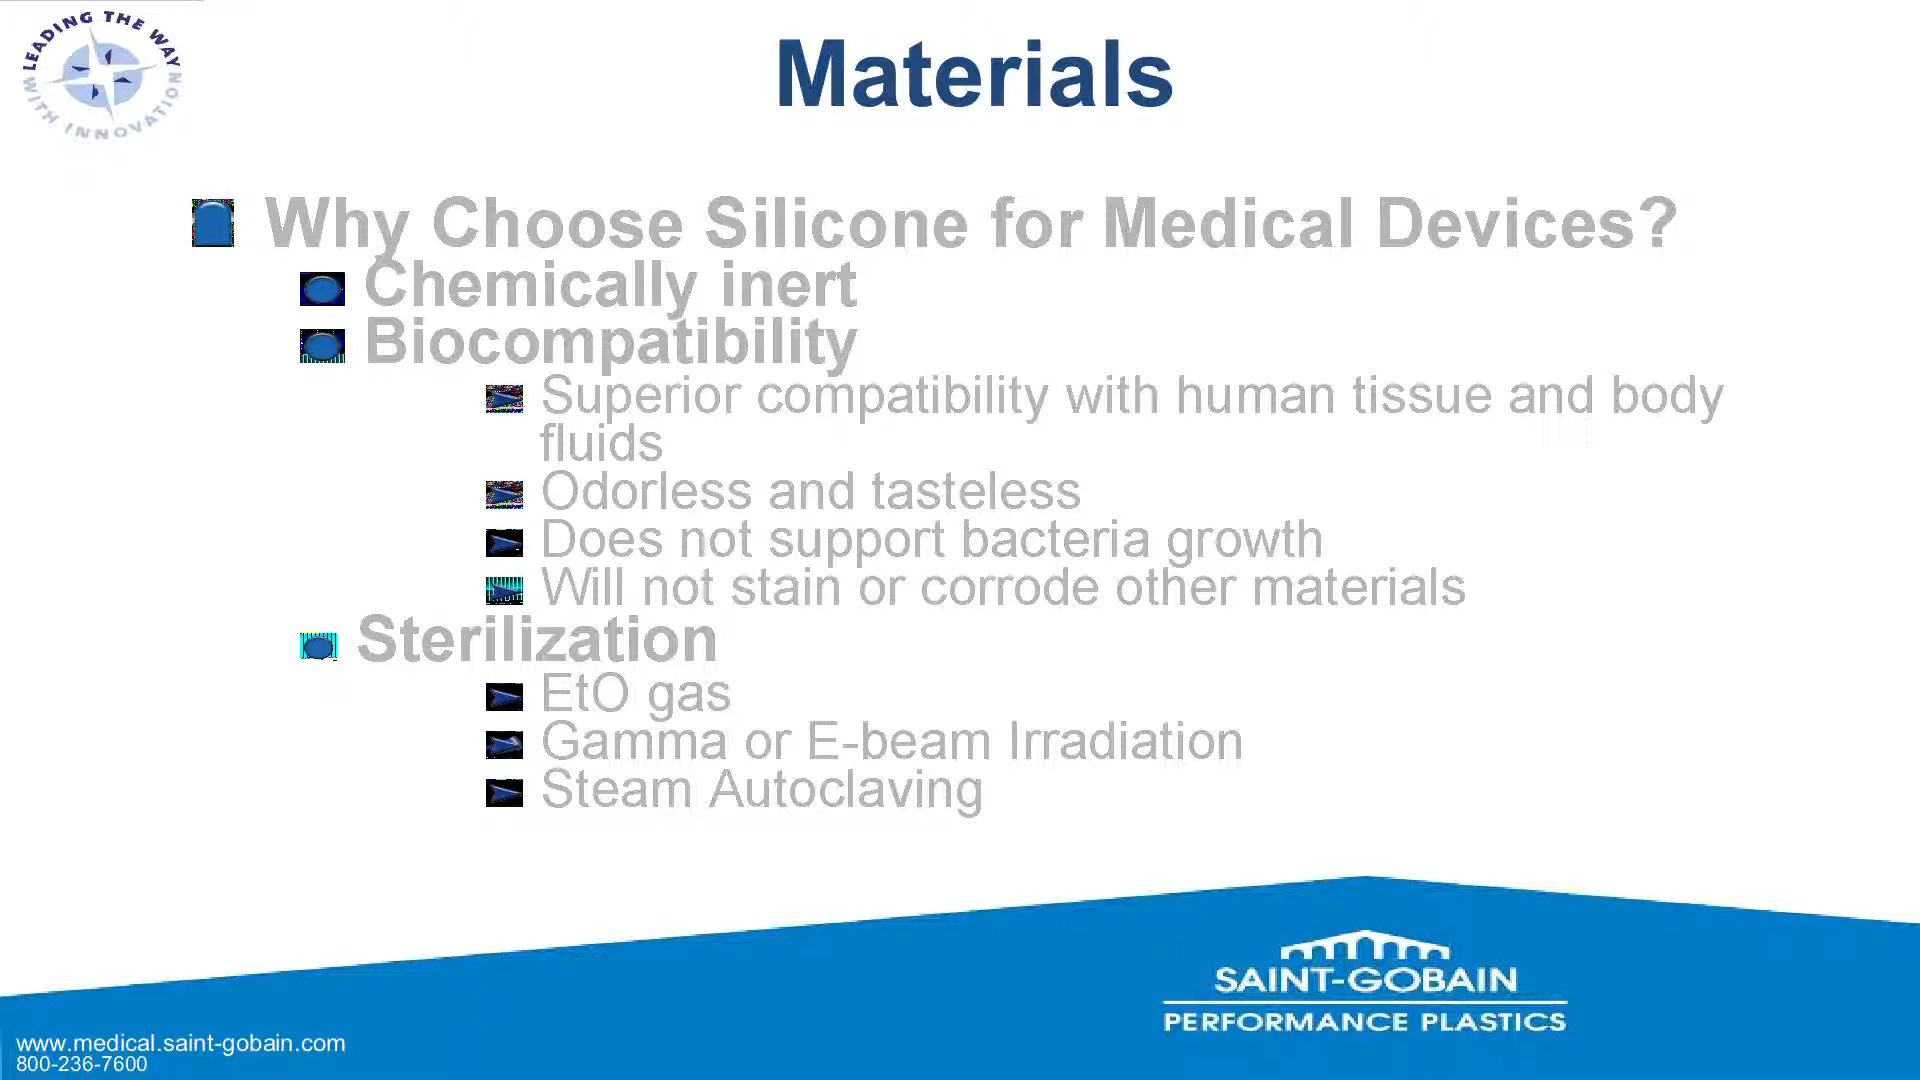 LEADING THE WAY
WITH INNOVATION
Materials
Why Choose Silicone for Medical Devices?
Chemically inert
Biocompatibility
Superior compatibility with human tissue and body
fluids
Odorless and tasteless
Does not support bacteria growth
Will not stain or corrode other materials
Sterilization
EtO gas
Gamma or E-beam Irradiation
Steam Autoclaving
SAINT-GOBAIN
PERFORMANCE PLASTICS
www.medical.saint-gobain.com
800-236-7600